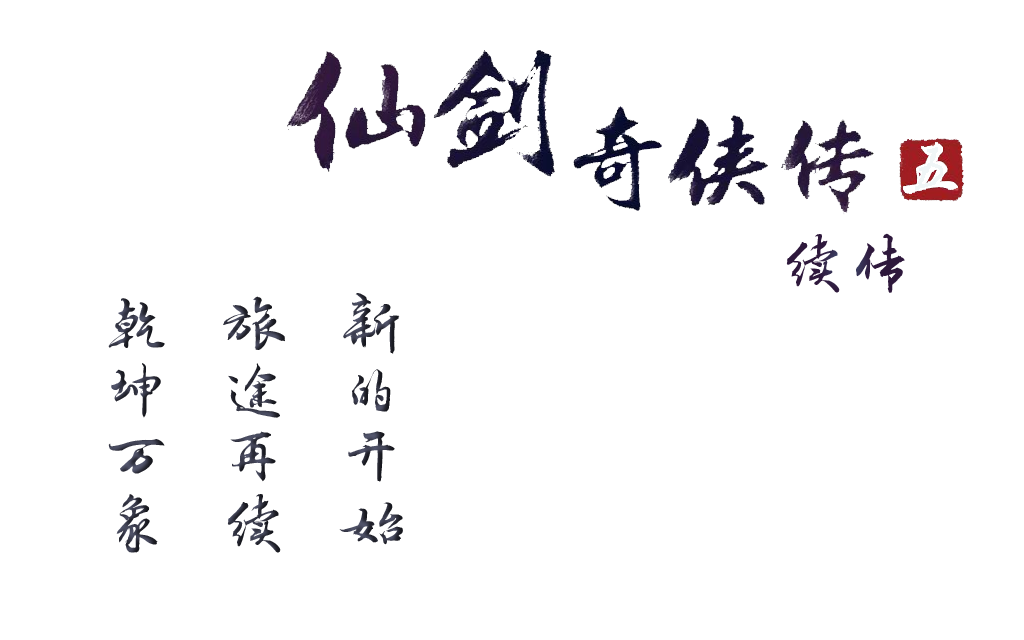 仙剑奇侠传 五
续传
新的开始
旅途再续
乾坤万象